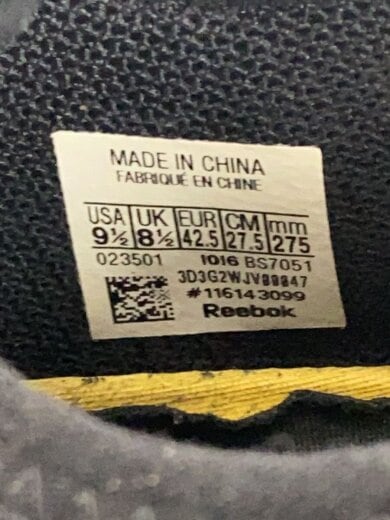 MADE IN CHINA
FABRIQUÉ EN CHINE
USA UK EUR CM mm
9½ 8½ 42.5 27.5 275
023501 1016 BS7051
3D3G2WJV00047
#116143099
Reebok